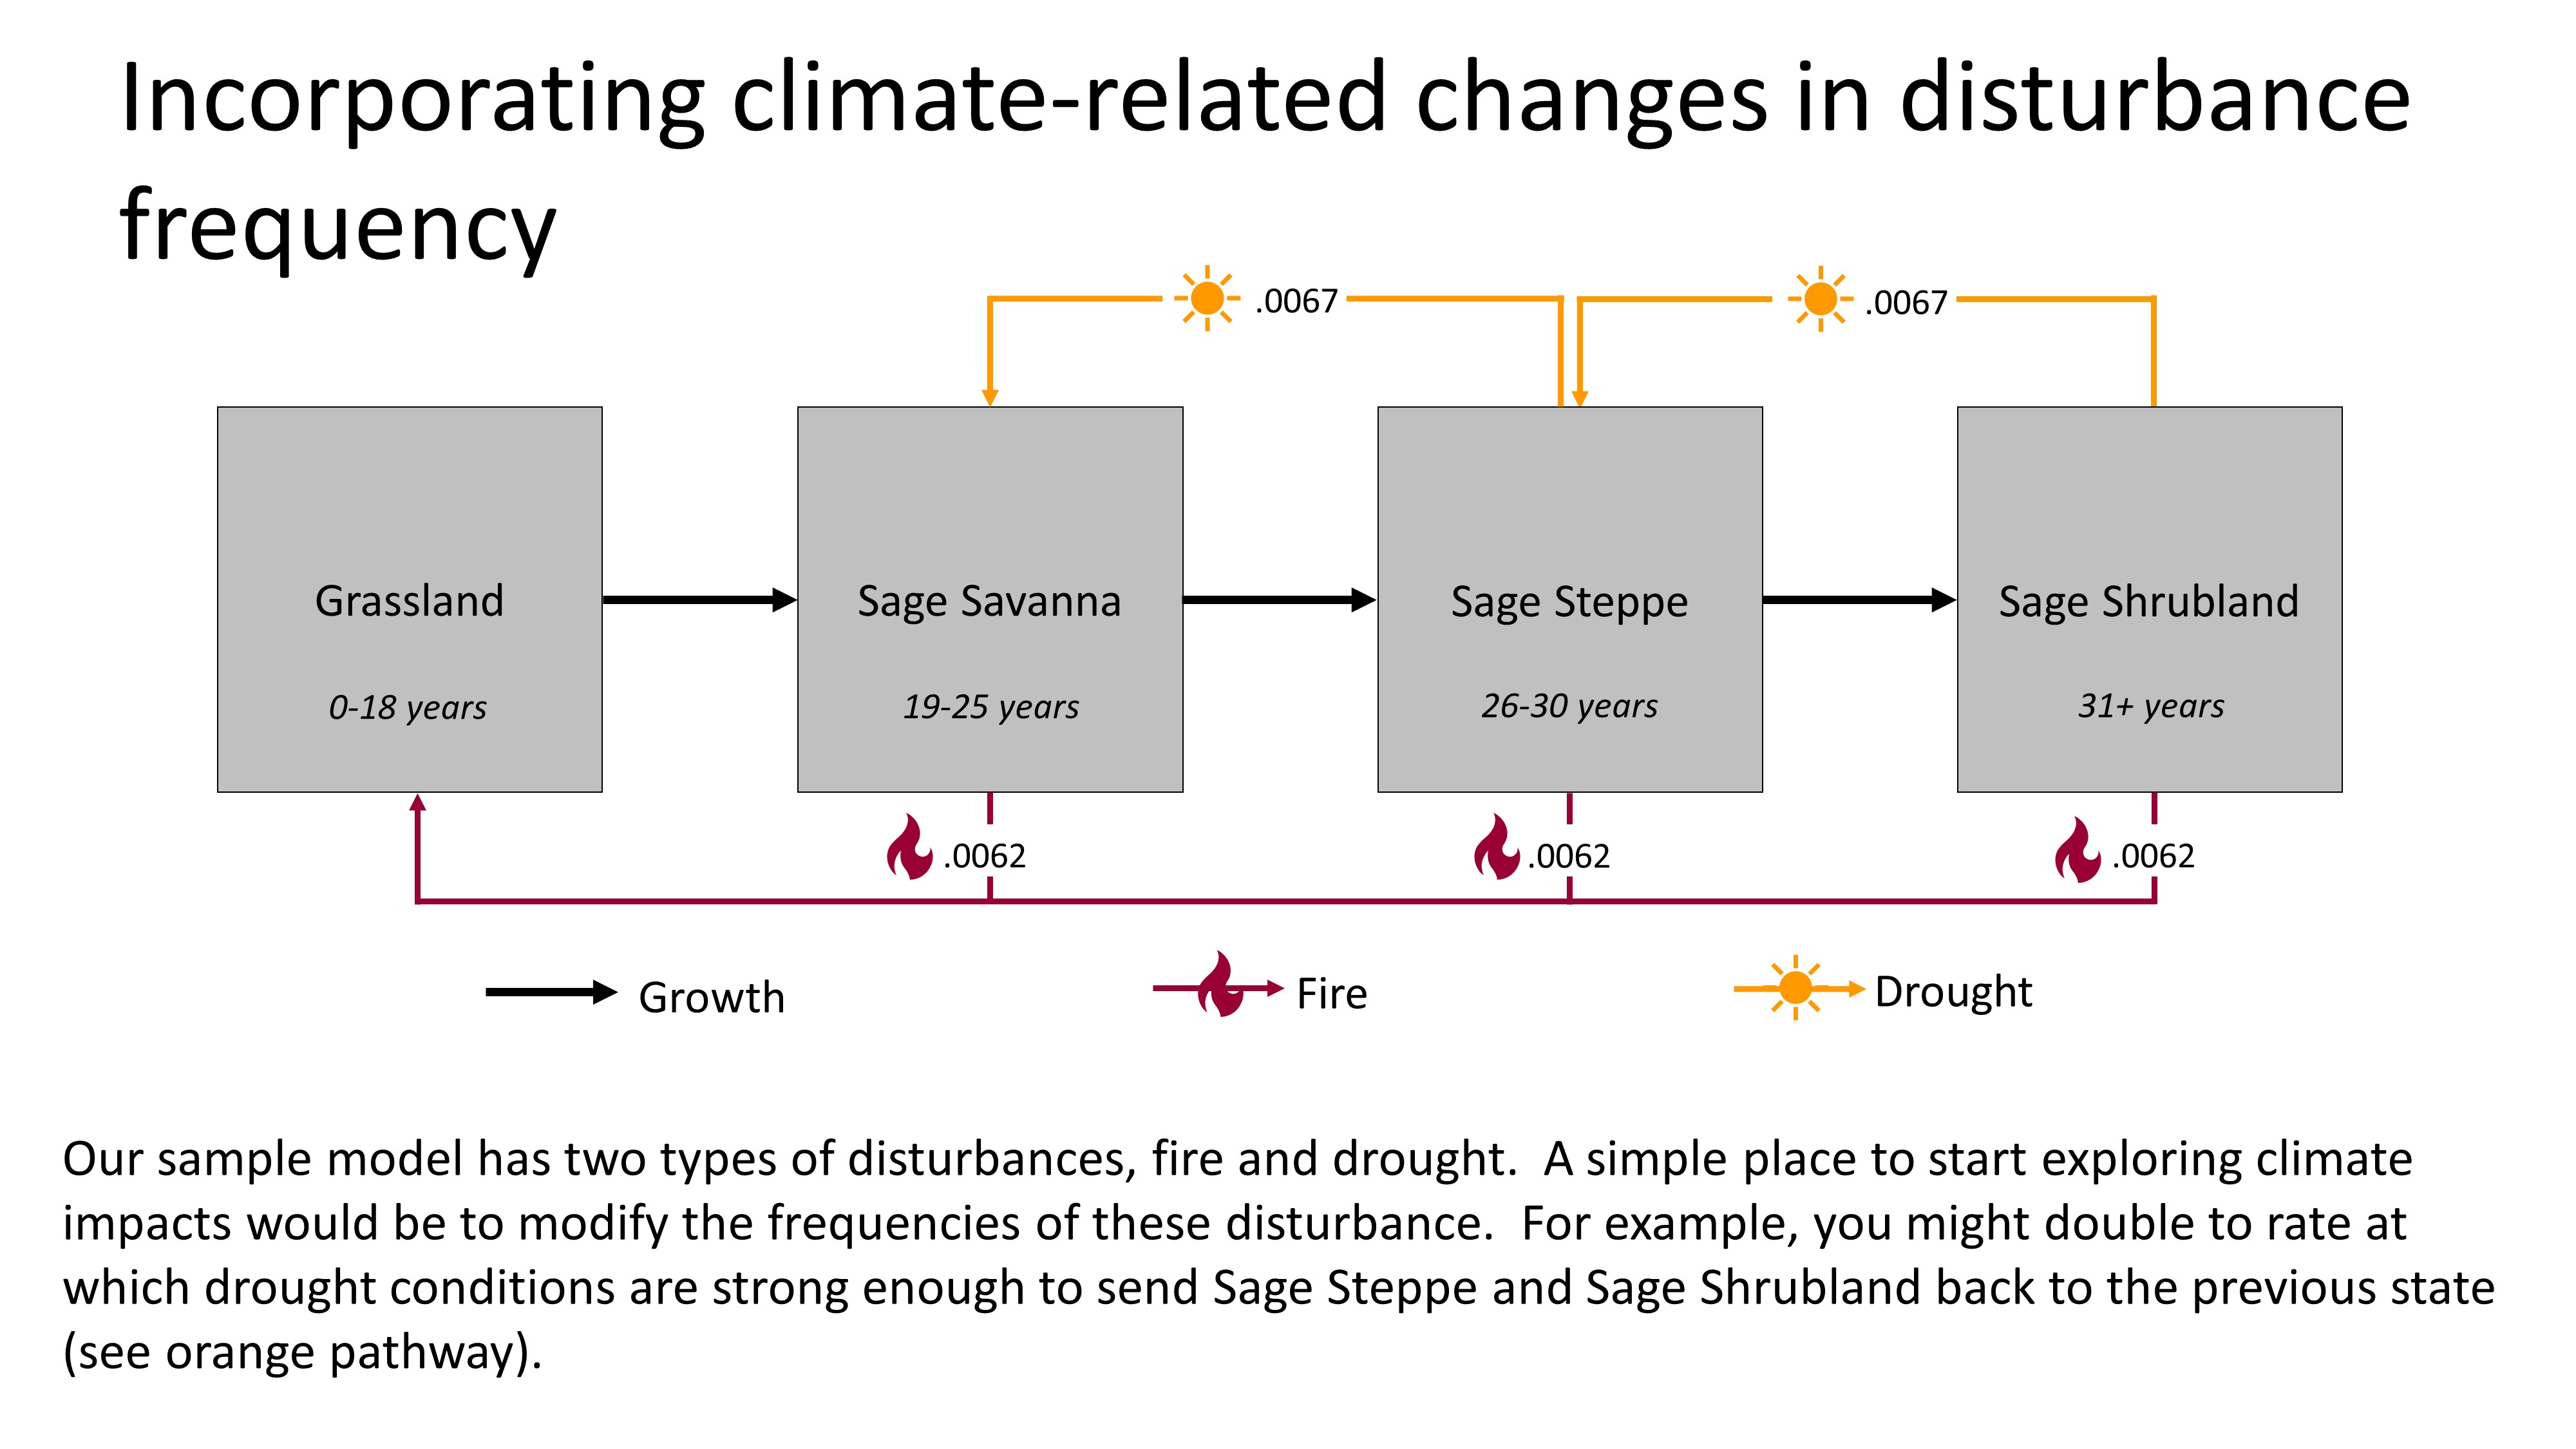 Incorporating climate-related changes in disturbance
frequency
.0067
.0067
Grassland
Sage Savanna
Sage Steppe
Sage Shrubland
0-18 years
19-25 years
26-30 years
31+ years
.0062
.0062
.0062
Growth
Fire
Drought
Our sample model has two types of disturbances, fire and drought.  A simple place to start exploring climate
impacts would be to modify the frequencies of these disturbance.  For example, you might double to rate at
which drought conditions are strong enough to send Sage Steppe and Sage Shrubland back to the previous state
(see orange pathway).